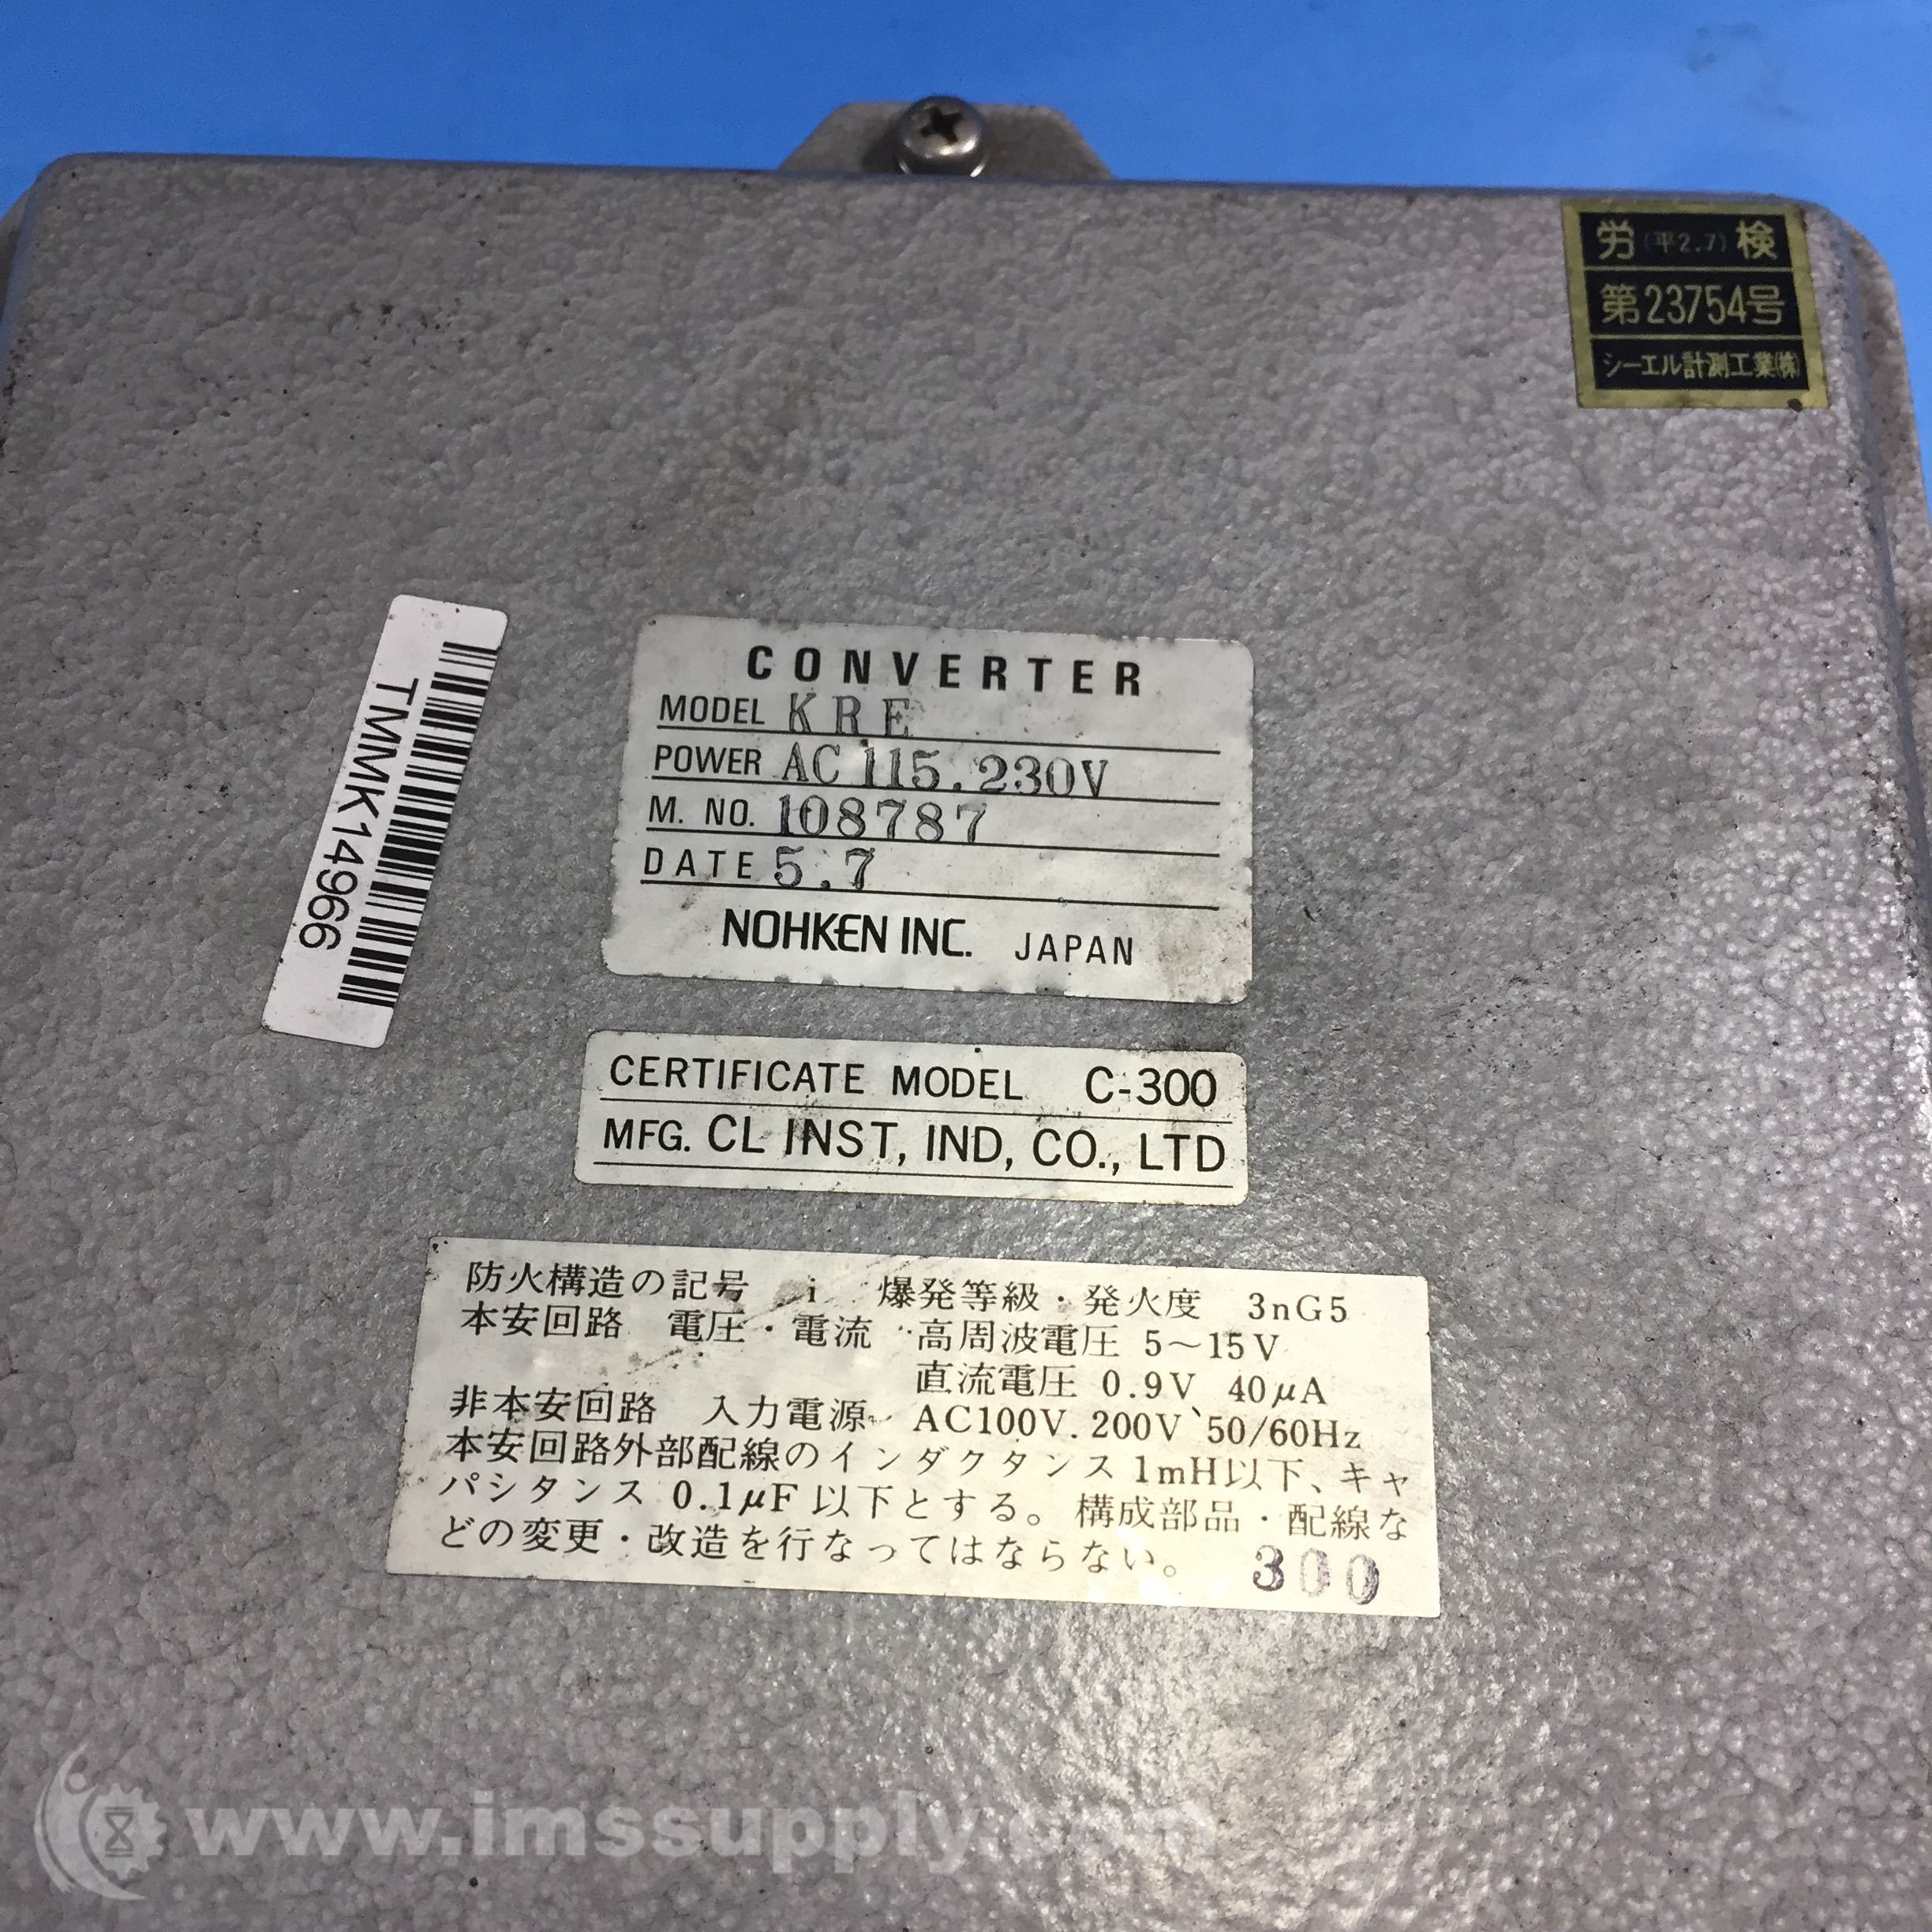 労(平2.7)検
第23754号
シーエル計測工業(株)
TMMK149966
CONVERTER
MODEL KRE
POWER AC 115.230V
M. NO. 108787
DATE 5.7
NOHKEN INC. JAPAN
CERTIFICATE MODEL C-300
MFG. CL INST, IND, CO., LTD
防火構造の記号 i 爆発等級・発火度 3nG5
本安回路 電圧・電流 高周波電圧 5～15V
直流電圧 0.9V 40μA
非本安回路 入力電源 AC100V.200V 50/60Hz
本安回路外部配線のインダクタンス 1mH以下、キャ
パシタンス 0.1μF以下とする。構成部品・配線な
どの変更・改造を行なってはならない。 300
www.imssupply.com